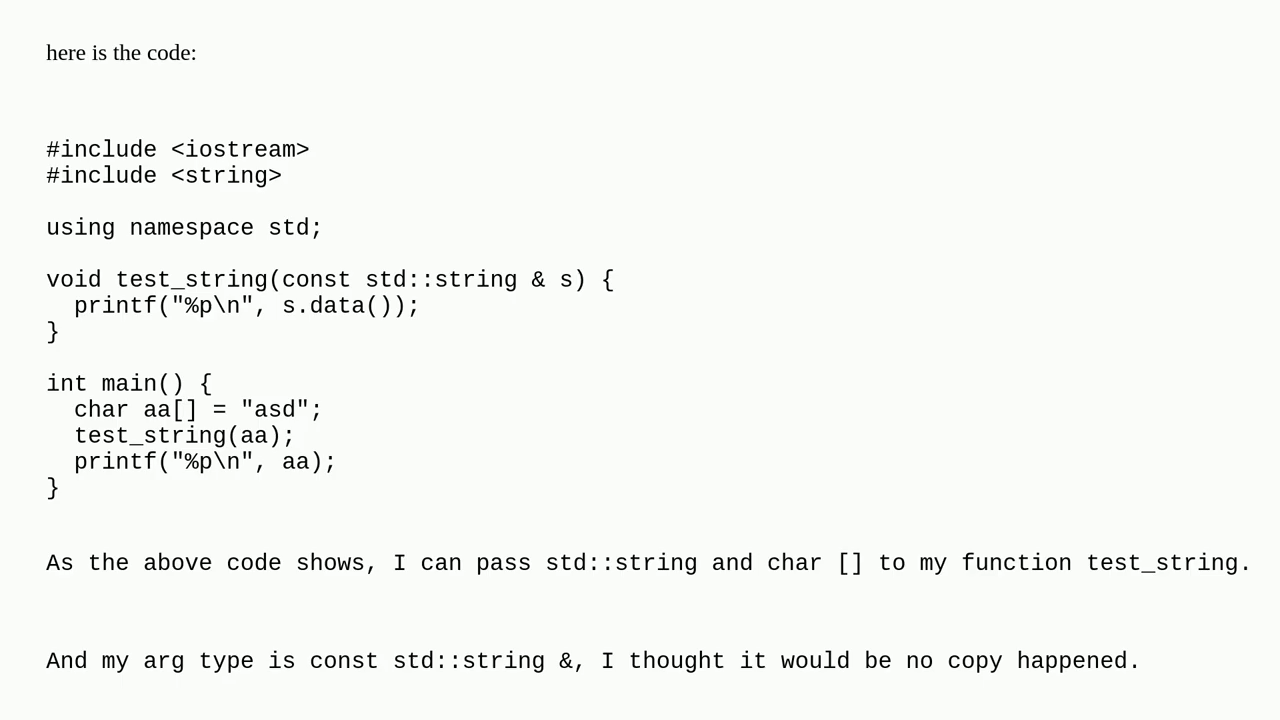 here is the code:
#include <iostream>
#include <string>
using namespace std;
void test_string(const std::string & s) {
  printf("%p\n", s.data());
}
int main() {
  char aa[] = "asd";
  test_string(aa);
  printf("%p\n", aa);
}
As the above code shows, I can pass std::string and char [] to my function test_string.
And my arg type is const std::string &, I thought it would be no copy happened.